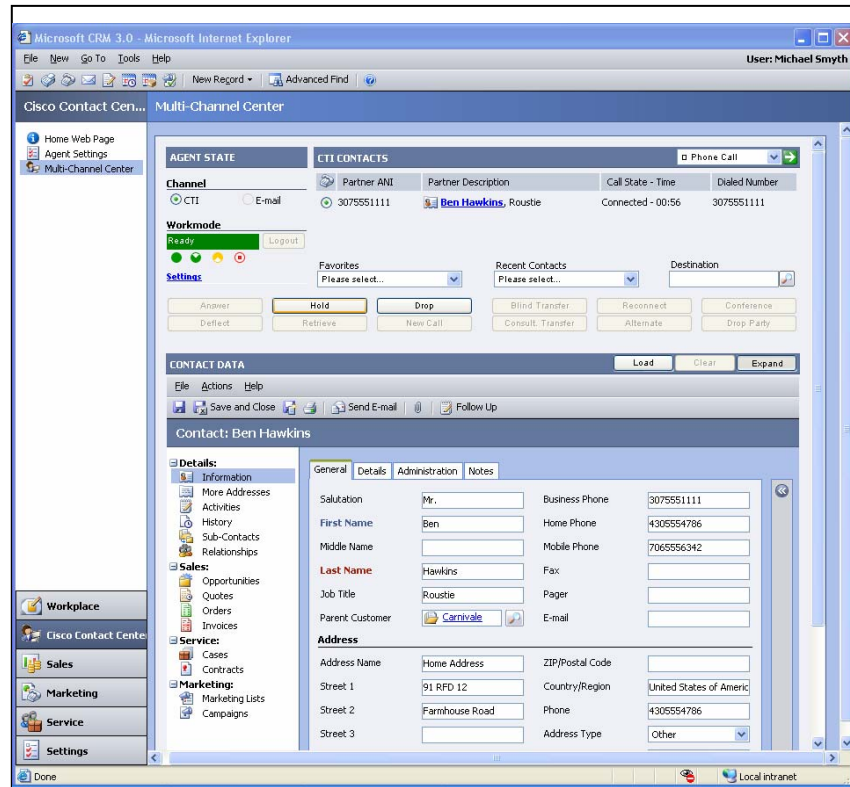 Microsoft CRM 3.0 - Microsoft Internet Explorer
File New Go To Tools Help User: Michael Smyth
New Record Advanced Find
Cisco Contact Cen... Multi-Channel Center
Home Web Page
Agent Settings
Multi-Channel Center
AGENT STATE
Channel
CTI E-mail
Workmode
Ready Logout
Settings
CTI CONTACTS Phone Call
Partner ANI Partner Description Call State - Time Dialed Number
3075551111 Ben Hawkins, Roustie Connected - 00:56 3075551111
Favorites Recent Contacts Destination
Please select... Please select...
Answer Hold Drop Blind Transfer Reconnect Conference
Deflect Retrieve New Call Consult. Transfer Alternate Drop Party
CONTACT DATA Load Clear Expand
File Actions Help
Save and Close Send E-mail Follow Up
Contact: Ben Hawkins
Details:
Information
More Addresses
Activities
History
Sub-Contacts
Relationships
Sales:
Opportunities
Quotes
Orders
Invoices
Service:
Cases
Contracts
Marketing:
Marketing Lists
Campaigns
General Details Administration Notes
Salutation Mr. Business Phone 3075551111
First Name Ben Home Phone 4305554786
Middle Name Mobile Phone 7065556342
Last Name Hawkins Fax
Job Title Roustie Pager
Parent Customer Carnivale E-mail
Address
Address Name Home Address ZIP/Postal Code
Street 1 91 RFD 12 Country/Region United States of Americ
Street 2 Farmhouse Road Phone 4305554786
Street 3 Address Type Other
Workplace
Cisco Contact Cente
Sales
Marketing
Service
Settings
Done Local intranet